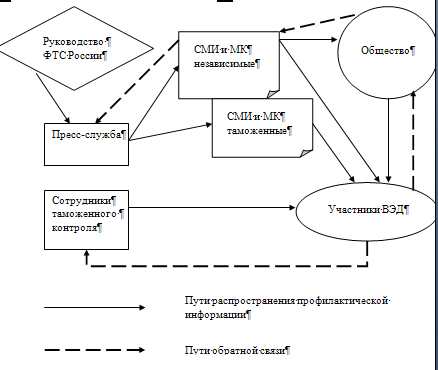 Руководство
ФТС России
СМИ и МК
независимые
Общество
СМИ и МК
таможенные
Пресс-служба
Сотрудники
таможенного
контроля
Участники ВЭД
Пути распространения профилактической
информации
Пути обратной связи